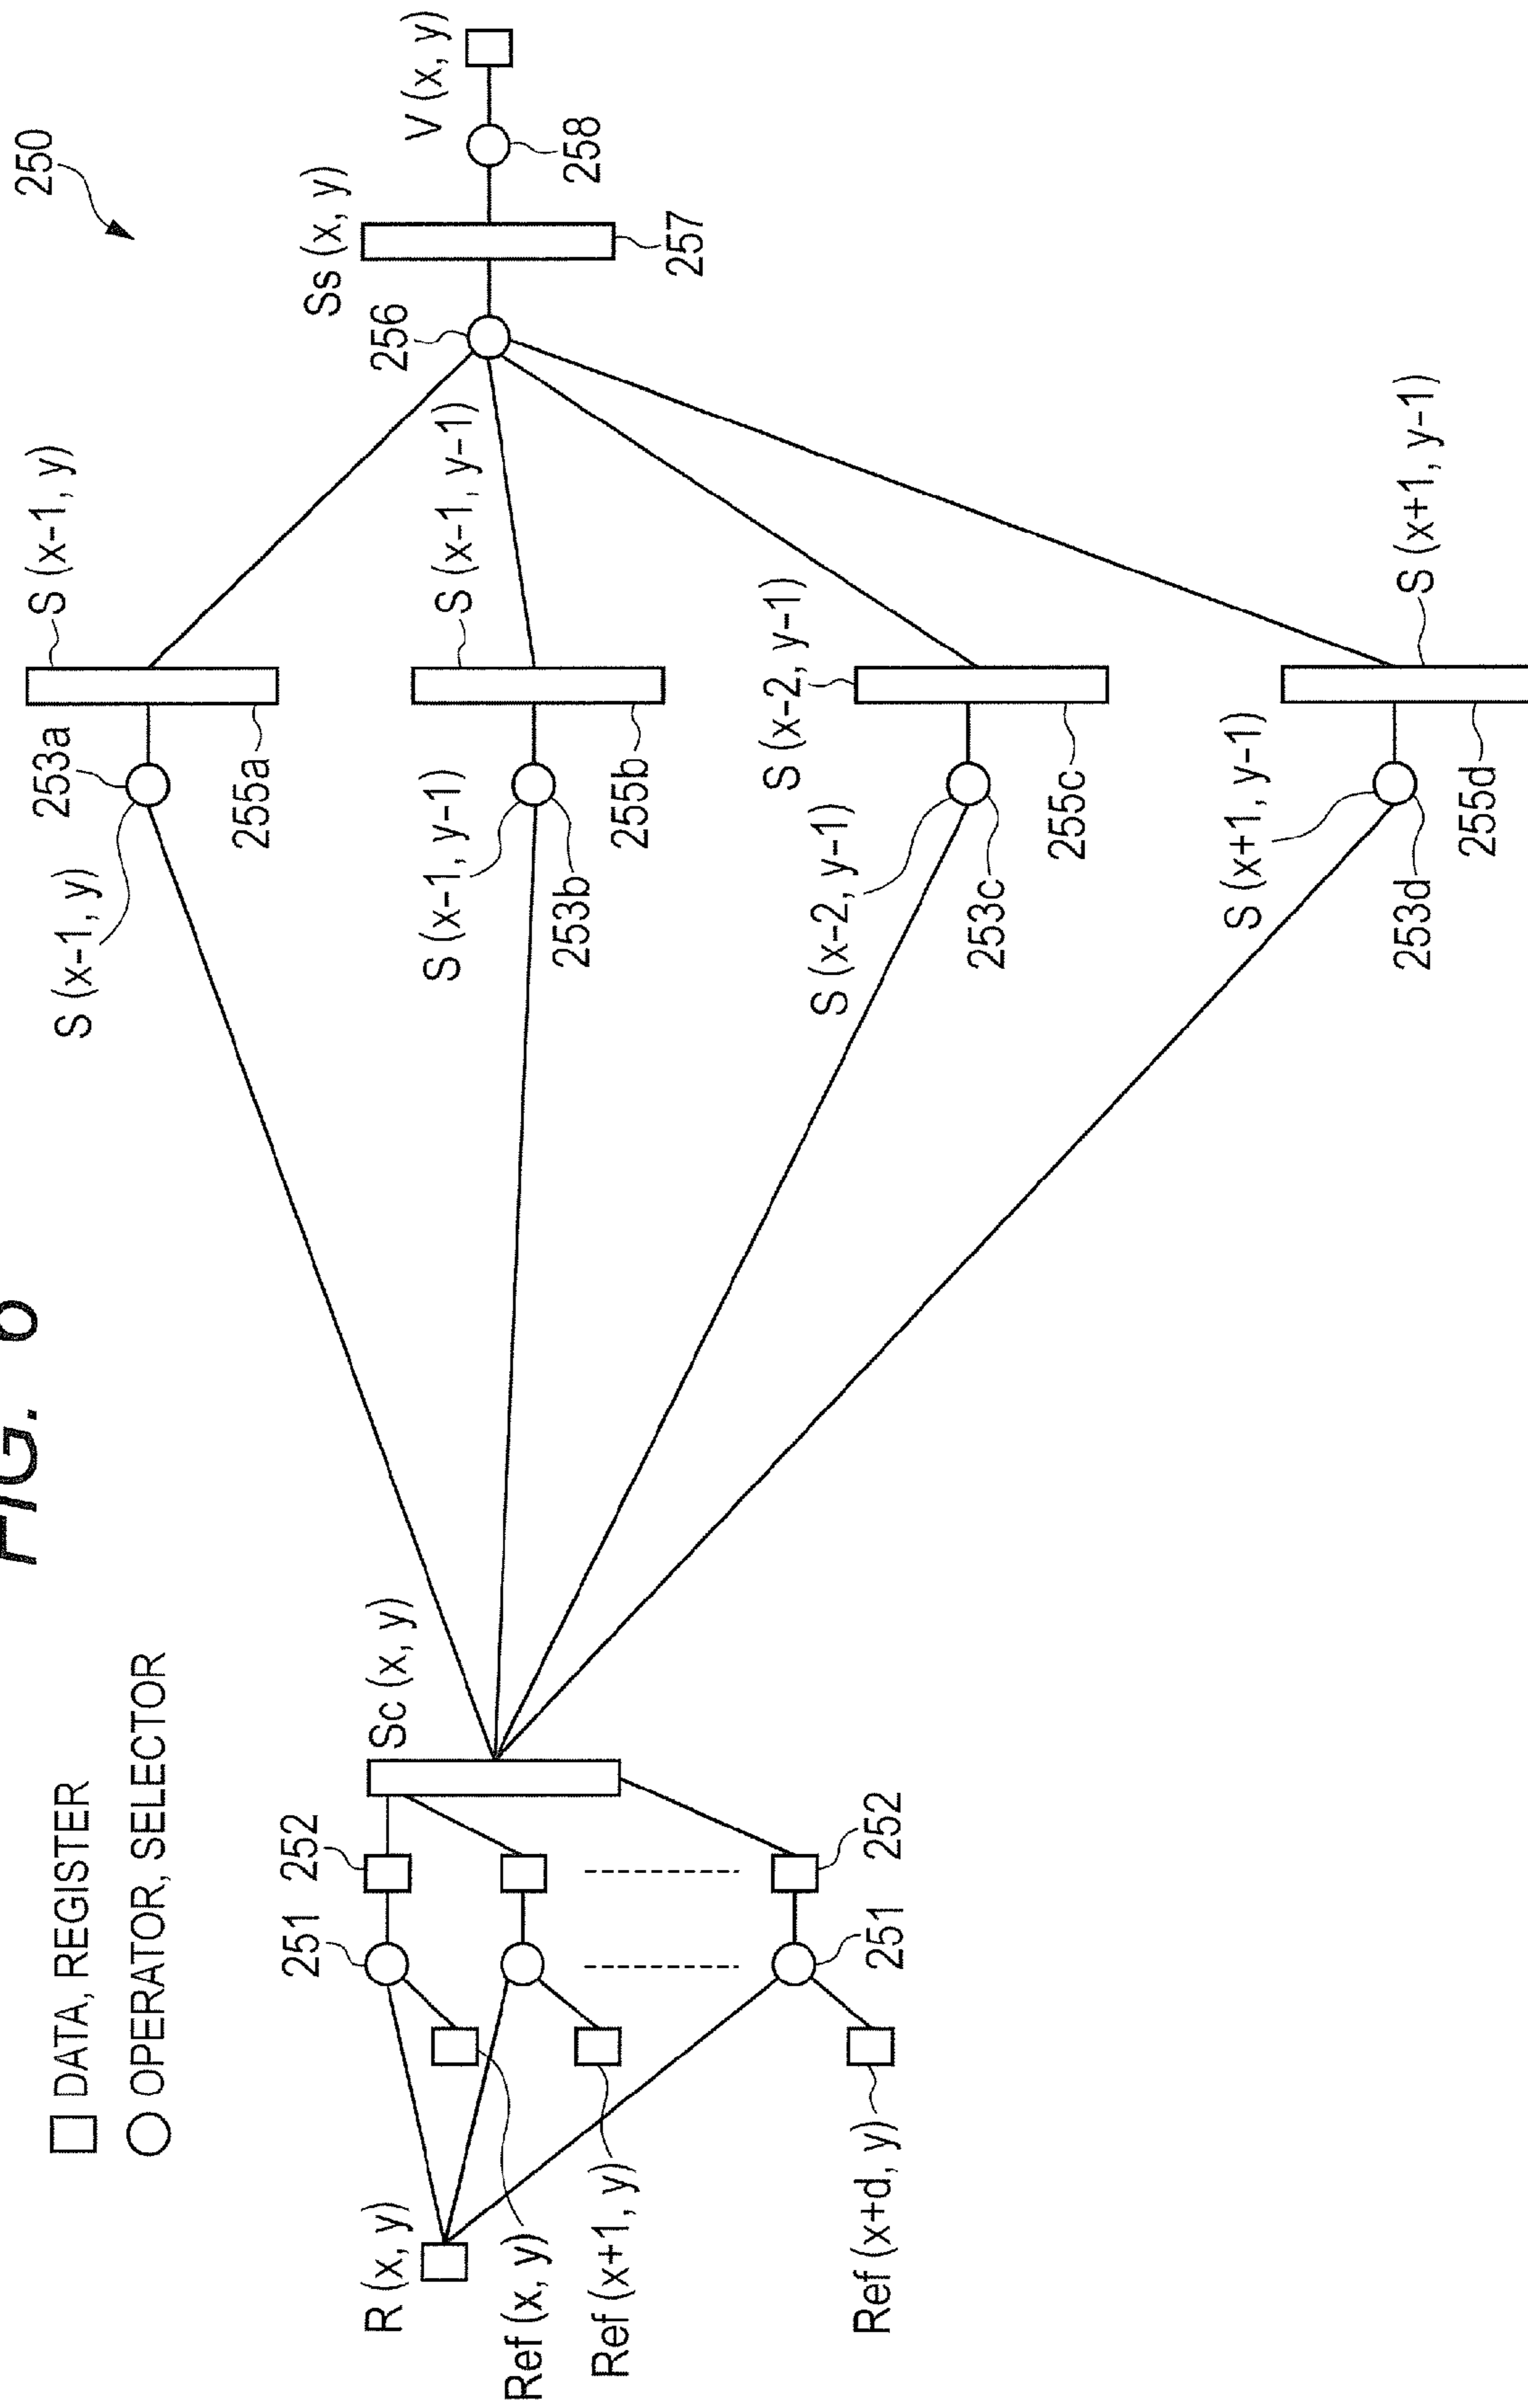 FIG. 6
DATA, REGISTER
OPERATOR, SELECTOR
250
R (x, y)
Ref (x, y)
Ref (x+1, y)
Ref (x+d, y)
251
252
251
252
Sc (x, y)
S (x-1, y)
253a
255a
S (x-1, y)
S (x-1, y-1)
253b
255b
S (x-1, y-1)
S (x-2, y-1)
253c
255c
S (x-2, y-1)
S (x+1, y-1)
253d
255d
S (x+1, y-1)
256
Ss (x, y)
257
258
V (x, y)